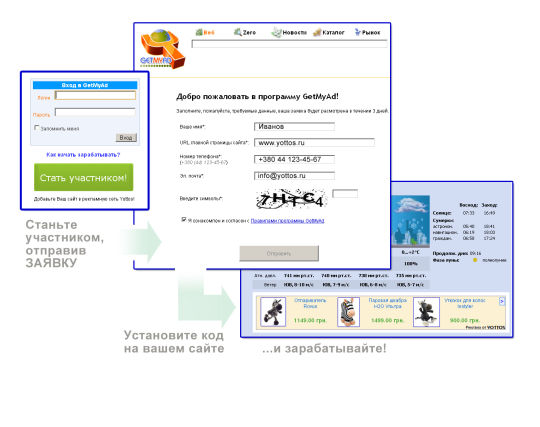 GETMYAD
Веб
Zero
Новости
Каталог
Рынок
Вход в GetMyAd
Логин
Пароль
Запомнить меня
Вход
Как начать зарабатывать?
Стать участником!
Добавьте Ваш сайт в рекламную сеть Yottos!
Добро пожаловать в программу GetMyAd!
Заполните, пожалуйста, требуемые данные, ваша заявка будет рассмотрена в течение 3 дней.
Ваше имя*:
Иванов
URL главной страницы сайта*:
www.yottos.ru
Номер телефона*:
(+380 (44) 123-45-67)
+380 44 123-45-67
Эл. почта*:
info@yottos.ru
Введите символы*:
7HTC4
Я ознакомлен и согласен с Правилами программы GetMyAd
Отправить
Восход: Заход:
Солнце: 07:33 16:49
Сумерки:
астроном. 05:40 18:41
навигацион. 06:19 18:03
граждан. 06:58 17:24
Продолж. дня: 09:16
Фаза луны: полнолуние
0...+2°C
100%
Атм. давл. 741 мм рт.ст. 740 мм рт.ст. 738 мм рт.ст. 735 мм рт.ст.
Ветер ЮВ, 8-10 м/с ЮВ, 7-9 м/с ЮВ, 6-8 м/с ЮВ, 5-7 м/с
Отпариватель
Rowus
1149.00 грн.
Паровая швабра
H2O Ультра
1499.00 грн.
Утюжок для волос
Instyler
900.00 грн.
Реклама от YOTTOS
Станьте
участником,
отправив
ЗАЯВКУ
Установите код
на вашем сайте
...и зарабатывайте!